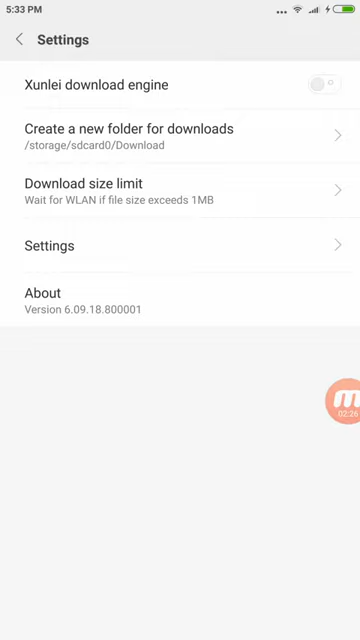 5:33 PM
Settings
Xunlei download engine
Create a new folder for downloads
/storage/sdcard0/Download
Download size limit
Wait for WLAN if file size exceeds 1MB
Settings
About
Version 6.09.18.800001
02:26